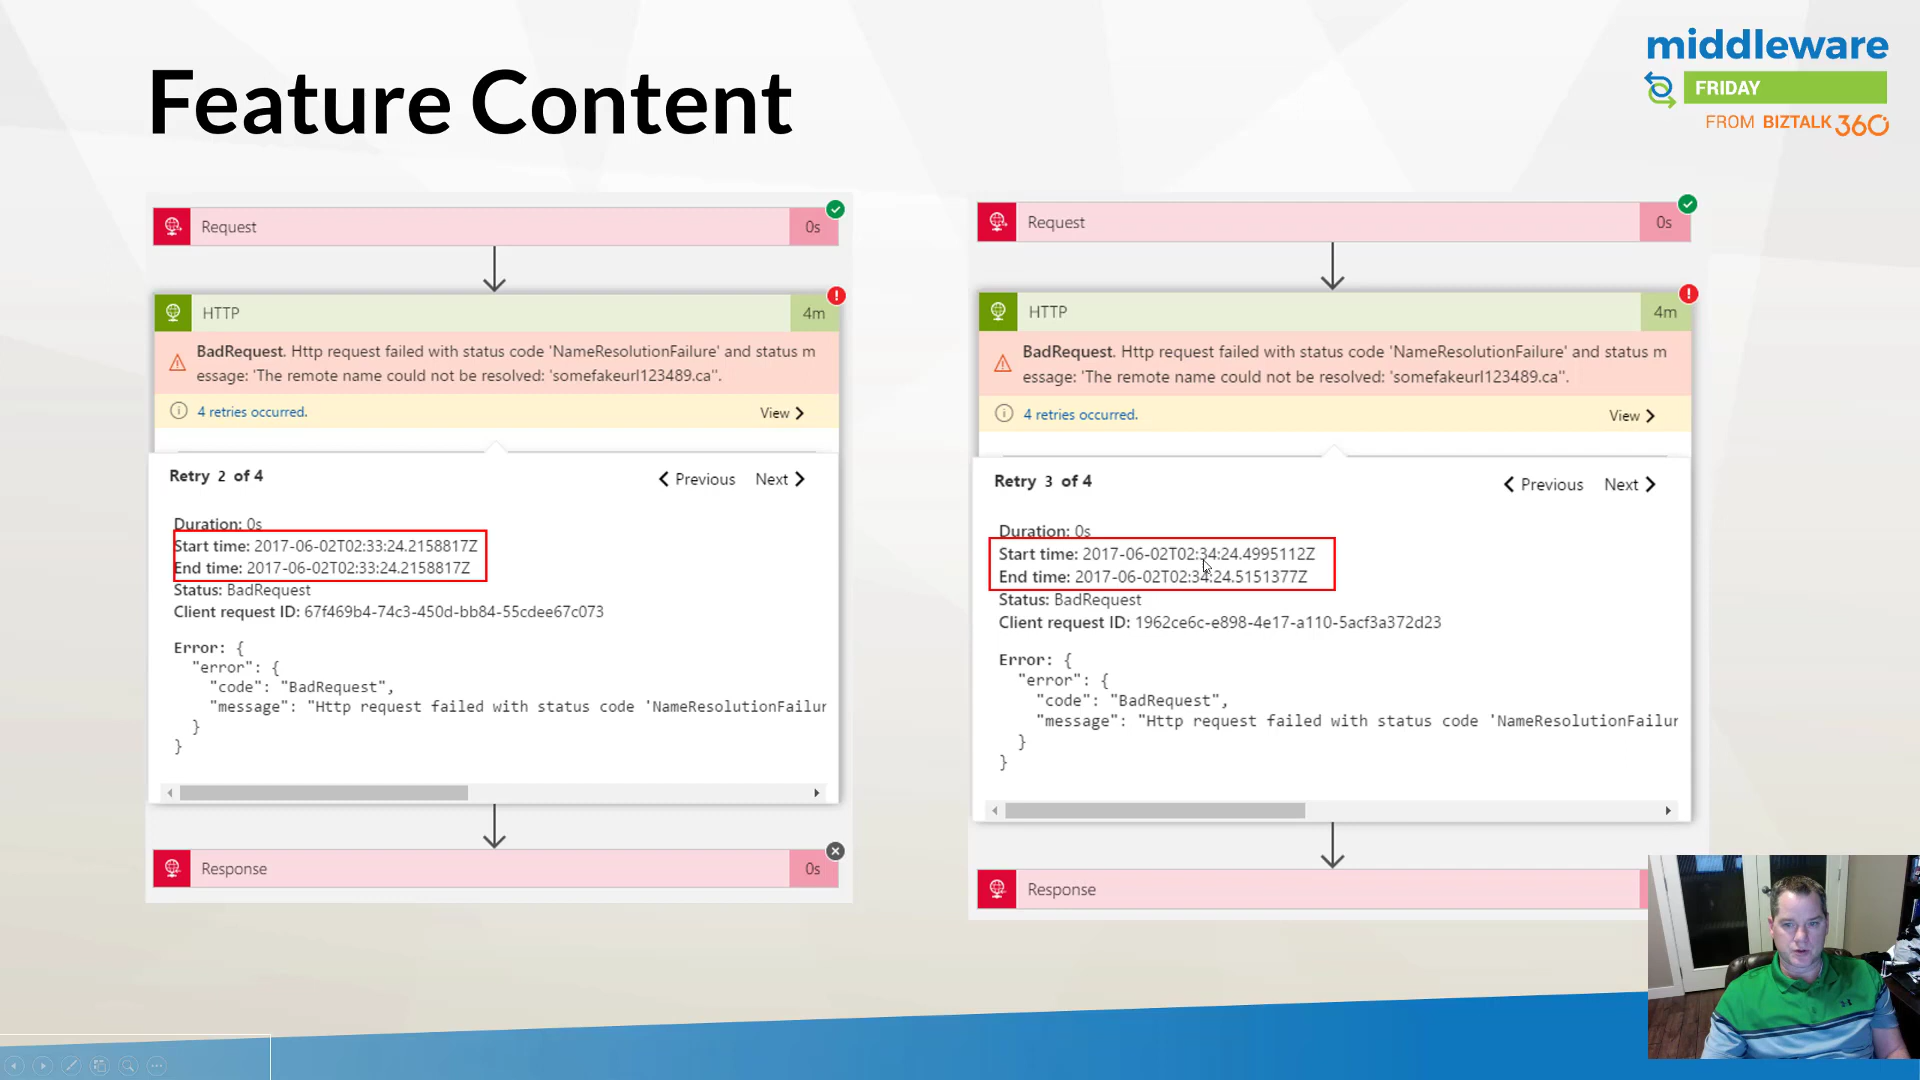 Feature Content
middleware
FRIDAY
FROM BIZTALK 360
Request
0s
HTTP
4m
BadRequest. Http request failed with status code 'NameResolutionFailure' and status m
essage: 'The remote name could not be resolved: 'somefakeurl123489.ca''.
4 retries occurred.
View
Retry 2 of 4
Previous
Next
Duration: 0s
Start time: 2017-06-02T02:33:24.2158817Z
End time: 2017-06-02T02:33:24.2158817Z
Status: BadRequest
Client request ID: 67f469b4-74c3-450d-bb84-55cdee67c073
Error: {
"error": {
"code": "BadRequest",
"message": "Http request failed with status code 'NameResolutionFailur
}
}
Response
0s
Request
0s
HTTP
4m
BadRequest. Http request failed with status code 'NameResolutionFailure' and status m
essage: 'The remote name could not be resolved: 'somefakeurl123489.ca''.
4 retries occurred.
View
Retry 3 of 4
Previous
Next
Duration: 0s
Start time: 2017-06-02T02:34:24.4995112Z
End time: 2017-06-02T02:34:24.5151377Z
Status: BadRequest
Client request ID: 1962ce6c-e898-4e17-a110-5acf3a372d23
Error: {
"error": {
"code": "BadRequest",
"message": "Http request failed with status code 'NameResolutionFailur
}
}
Response